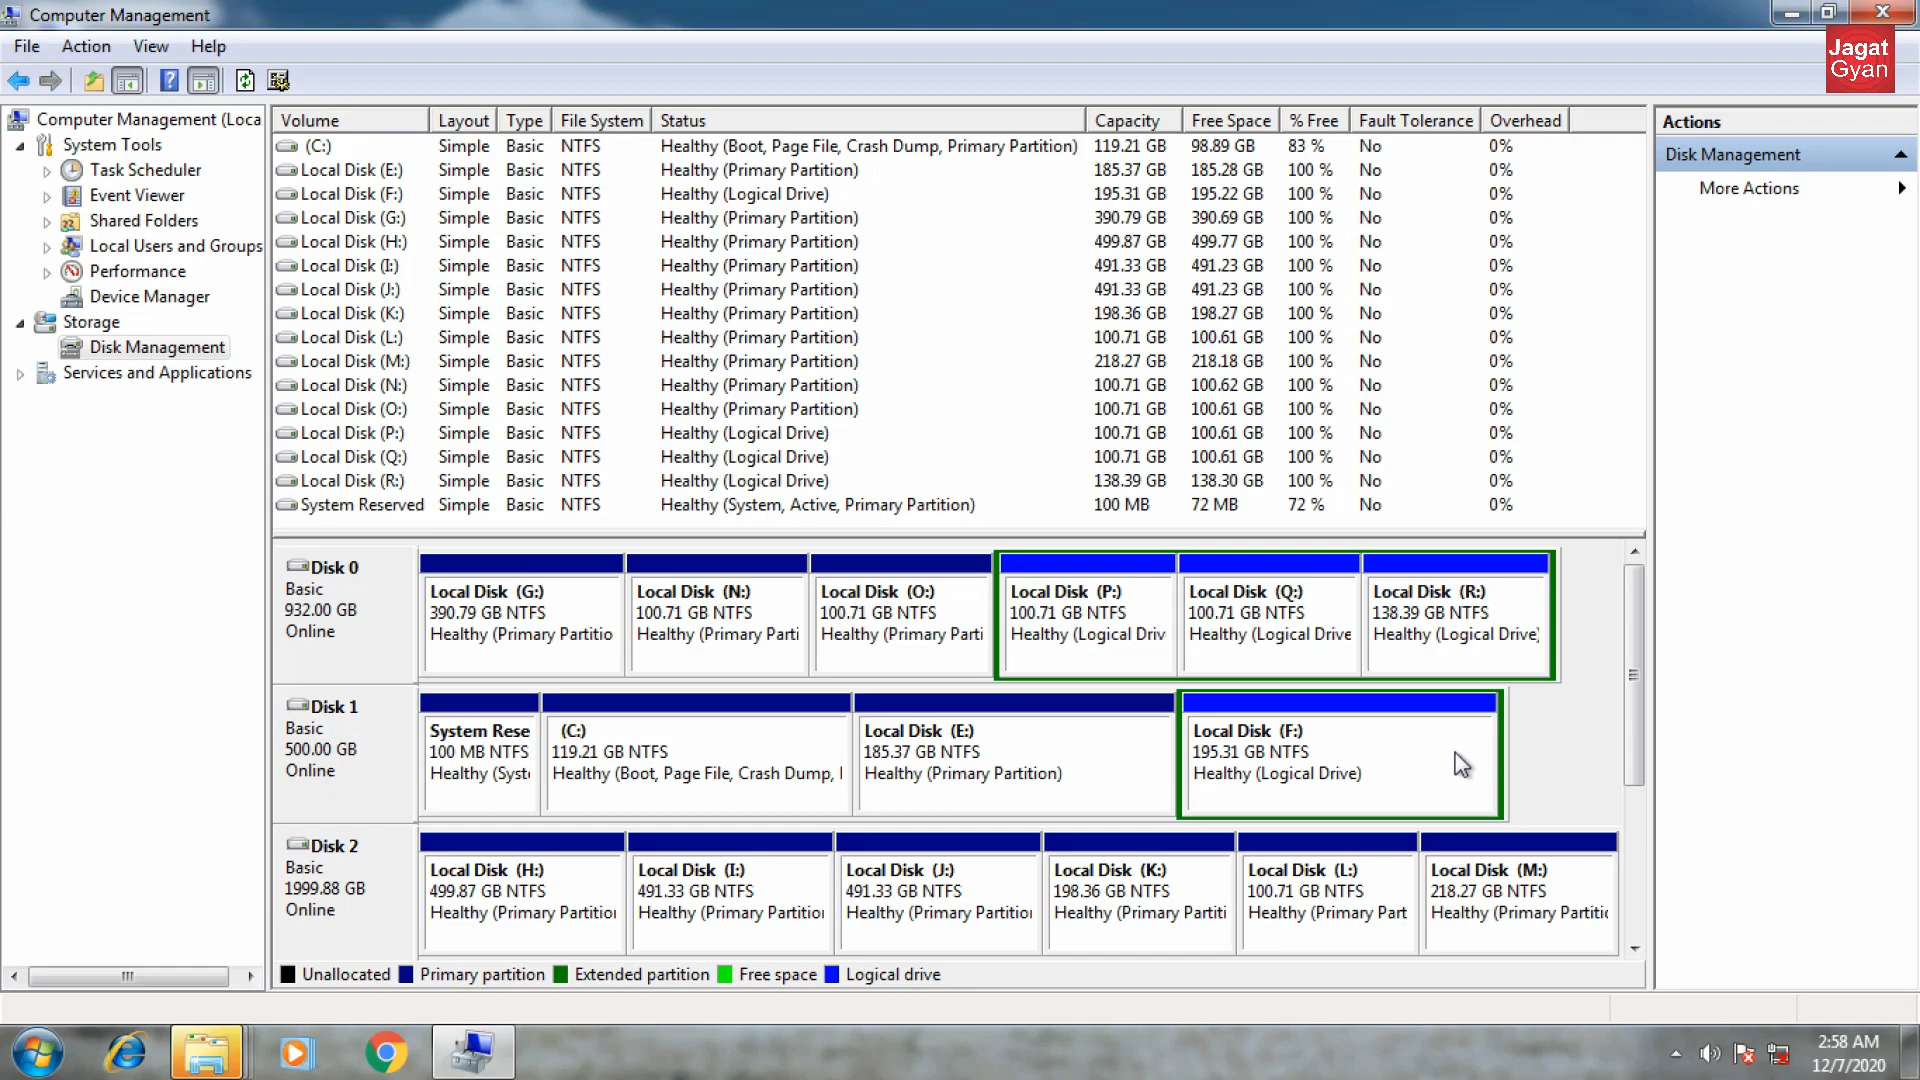 Computer Management
Jagat
Gyan
File Action View Help
Computer Management (Loca
System Tools
Task Scheduler
Event Viewer
Shared Folders
Local Users and Groups
Performance
Device Manager
Storage
Disk Management
Services and Applications
Volume Layout Type File System Status Capacity Free Space % Free Fault Tolerance Overhead
(C:) Simple Basic NTFS Healthy (Boot, Page File, Crash Dump, Primary Partition) 119.21 GB 98.89 GB 83 % No 0%
Local Disk (E:) Simple Basic NTFS Healthy (Primary Partition) 185.37 GB 185.28 GB 100 % No 0%
Local Disk (F:) Simple Basic NTFS Healthy (Logical Drive) 195.31 GB 195.22 GB 100 % No 0%
Local Disk (G:) Simple Basic NTFS Healthy (Primary Partition) 390.79 GB 390.69 GB 100 % No 0%
Local Disk (H:) Simple Basic NTFS Healthy (Primary Partition) 499.87 GB 499.77 GB 100 % No 0%
Local Disk (I:) Simple Basic NTFS Healthy (Primary Partition) 491.33 GB 491.23 GB 100 % No 0%
Local Disk (J:) Simple Basic NTFS Healthy (Primary Partition) 491.33 GB 491.23 GB 100 % No 0%
Local Disk (K:) Simple Basic NTFS Healthy (Primary Partition) 198.36 GB 198.27 GB 100 % No 0%
Local Disk (L:) Simple Basic NTFS Healthy (Primary Partition) 100.71 GB 100.61 GB 100 % No 0%
Local Disk (M:) Simple Basic NTFS Healthy (Primary Partition) 218.27 GB 218.18 GB 100 % No 0%
Local Disk (N:) Simple Basic NTFS Healthy (Primary Partition) 100.71 GB 100.62 GB 100 % No 0%
Local Disk (O:) Simple Basic NTFS Healthy (Primary Partition) 100.71 GB 100.61 GB 100 % No 0%
Local Disk (P:) Simple Basic NTFS Healthy (Logical Drive) 100.71 GB 100.61 GB 100 % No 0%
Local Disk (Q:) Simple Basic NTFS Healthy (Logical Drive) 100.71 GB 100.61 GB 100 % No 0%
Local Disk (R:) Simple Basic NTFS Healthy (Logical Drive) 138.39 GB 138.30 GB 100 % No 0%
System Reserved Simple Basic NTFS Healthy (System, Active, Primary Partition) 100 MB 72 MB 72 % No 0%
Actions
Disk Management
More Actions
Disk 0
Basic
932.00 GB
Online
Local Disk (G:) Local Disk (N:) Local Disk (O:) Local Disk (P:) Local Disk (Q:) Local Disk (R:)
390.79 GB NTFS 100.71 GB NTFS 100.71 GB NTFS 100.71 GB NTFS 100.71 GB NTFS 138.39 GB NTFS
Healthy (Primary Partitio Healthy (Primary Parti Healthy (Primary Parti Healthy (Logical Driv Healthy (Logical Drive Healthy (Logical Drive)
Disk 1
Basic
500.00 GB
Online
System Rese (C:) Local Disk (E:) Local Disk (F:)
100 MB NTFS 119.21 GB NTFS 185.37 GB NTFS 195.31 GB NTFS
Healthy (Syst Healthy (Boot, Page File, Crash Dump, Healthy (Primary Partition) Healthy (Logical Drive)
Disk 2
Basic
1999.88 GB
Online
Local Disk (H:) Local Disk (I:) Local Disk (J:) Local Disk (K:) Local Disk (L:) Local Disk (M:)
499.87 GB NTFS 491.33 GB NTFS 491.33 GB NTFS 198.36 GB NTFS 100.71 GB NTFS 218.27 GB NTFS
Healthy (Primary Partitio Healthy (Primary Partitio Healthy (Primary Partitio Healthy (Primary Partiti Healthy (Primary Part Healthy (Primary Partitic
Unallocated Primary partition Extended partition Free space Logical drive
2:58 AM
12/7/2020